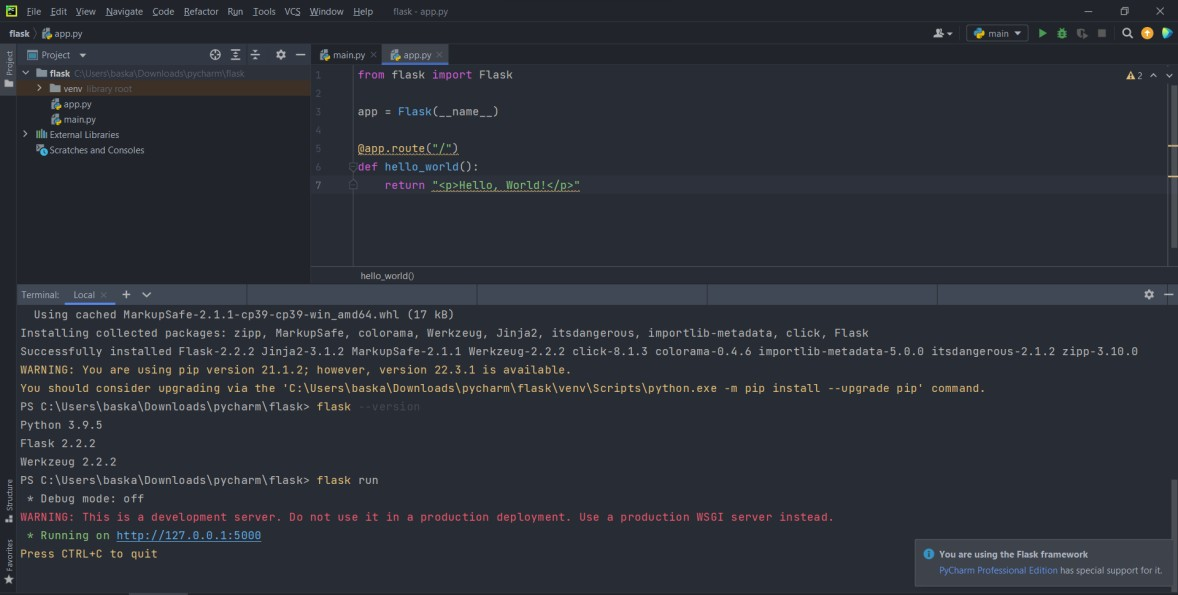 PC File Edit View Navigate Code Refactor Run Tools VCS Window Help flask - app.py
flask app.py main
Project
Project
flask C:\Users\baska\Downloads\pycharm\flask
venv library root
app.py
main.py
External Libraries
Scratches and Consoles
main.py app.py
1 from flask import Flask
2
3 app = Flask(__name__)
4
5 @app.route("/")
6 def hello_world():
7 return "<p>Hello, World!</p>"
2
hello_world()
Terminal: Local
Using cached MarkupSafe-2.1.1-cp39-cp39-win_amd64.whl (17 kB)
Installing collected packages: zipp, MarkupSafe, colorama, Werkzeug, Jinja2, itsdangerous, importlib-metadata, click, Flask
Successfully installed Flask-2.2.2 Jinja2-3.1.2 MarkupSafe-2.1.1 Werkzeug-2.2.2 click-8.1.3 colorama-0.4.6 importlib-metadata-5.0.0 itsdangerous-2.1.2 zipp-3.10.0
WARNING: You are using pip version 21.1.2; however, version 22.3.1 is available.
You should consider upgrading via the 'C:\Users\baska\Downloads\pycharm\flask\venv\Scripts\python.exe -m pip install --upgrade pip' command.
PS C:\Users\baska\Downloads\pycharm\flask> flask --version
Python 3.9.5
Flask 2.2.2
Werkzeug 2.2.2
PS C:\Users\baska\Downloads\pycharm\flask> flask run
* Debug mode: off
WARNING: This is a development server. Do not use it in a production deployment. Use a production WSGI server instead.
* Running on http://127.0.0.1:5000
Press CTRL+C to quit
Structure
Favorites
You are using the Flask framework
PyCharm Professional Edition has special support for it.